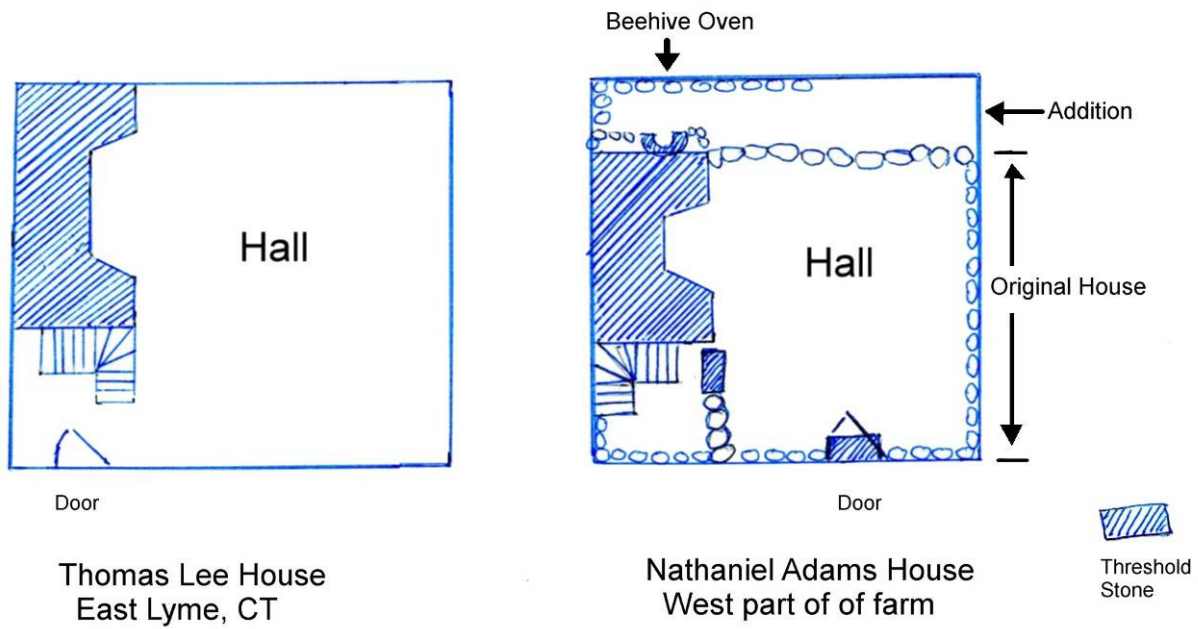 Beehive Oven
Addition
Hall
Hall
Original House
Door
Door
Thomas Lee House
East Lyme, CT
Nathaniel Adams House
West part of of farm
Threshold
Stone